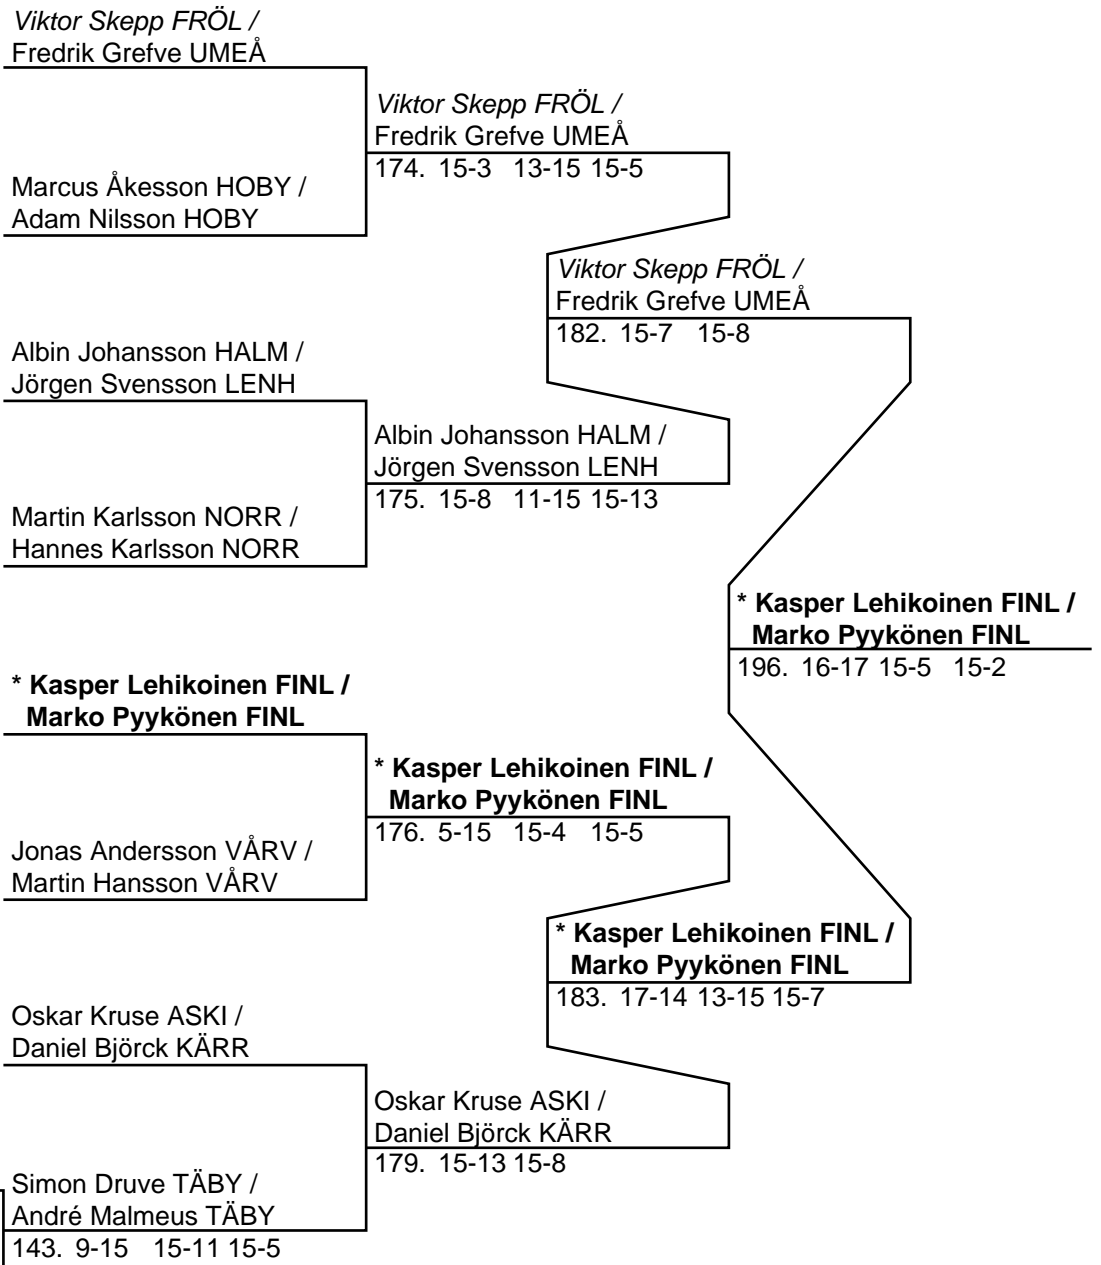 Viktor Skepp FRÖL /
Fredrik Grefve UMEÅ
Viktor Skepp FRÖL /
Fredrik Grefve UMEÅ
174. 15-3 13-15 15-5
Marcus Åkesson HOBY /
Adam Nilsson HOBY
Viktor Skepp FRÖL /
Fredrik Grefve UMEÅ
182. 15-7 15-8
Albin Johansson HALM /
Jörgen Svensson LENH
Albin Johansson HALM /
Jörgen Svensson LENH
175. 15-8 11-15 15-13
Martin Karlsson NORR /
Hannes Karlsson NORR
* Kasper Lehikoinen FINL /
Marko Pyykönen FINL
196. 16-17 15-5 15-2
* Kasper Lehikoinen FINL /
Marko Pyykönen FINL
* Kasper Lehikoinen FINL /
Marko Pyykönen FINL
176. 5-15 15-4 15-5
Jonas Andersson VÅRV /
Martin Hansson VÅRV
* Kasper Lehikoinen FINL /
Marko Pyykönen FINL
183. 17-14 13-15 15-7
Oskar Kruse ASKI /
Daniel Björck KÄRR
Oskar Kruse ASKI /
Daniel Björck KÄRR
179. 15-13 15-8
Simon Druve TÄBY /
André Malmeus TÄBY
143. 9-15 15-11 15-5